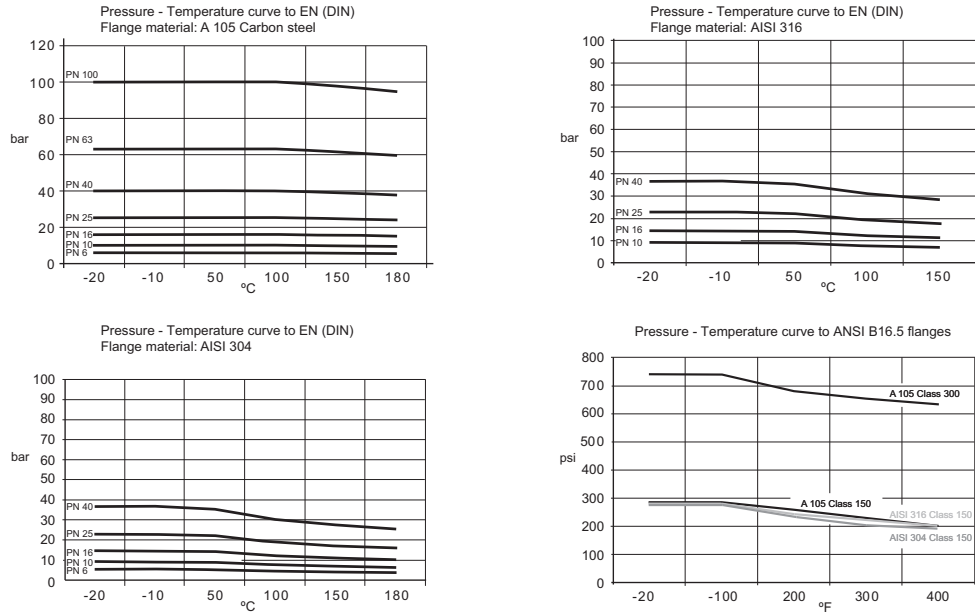 Pressure - Temperature curve to EN (DIN)
Flange material: A 105 Carbon steel
120
100
80
60
40
20
0
bar
PN 100
PN 63
PN 40
PN 25
PN 16
PN 10
PN 6
-20 -10 50 100 150 180
ºC
Pressure - Temperature curve to EN (DIN)
Flange material: AISI 316
100
90
80
70
60
50
40
30
20
10
0
bar
PN 40
PN 25
PN 16
PN 10
-20 -10 50 100 150
ºC
Pressure - Temperature curve to EN (DIN)
Flange material: AISI 304
100
90
80
70
60
50
40
30
20
10
0
bar
PN 40
PN 25
PN 16
PN 10
PN 6
-20 -10 50 100 150 180
ºC
Pressure - Temperature curve to ANSI B16.5 flanges
800
700
600
500
400
300
200
100
0
psi
A 105 Class 300
A 105 Class 150
AISI 316 Class 150
AISI 304 Class 150
-20 -100 200 300 400
ºF